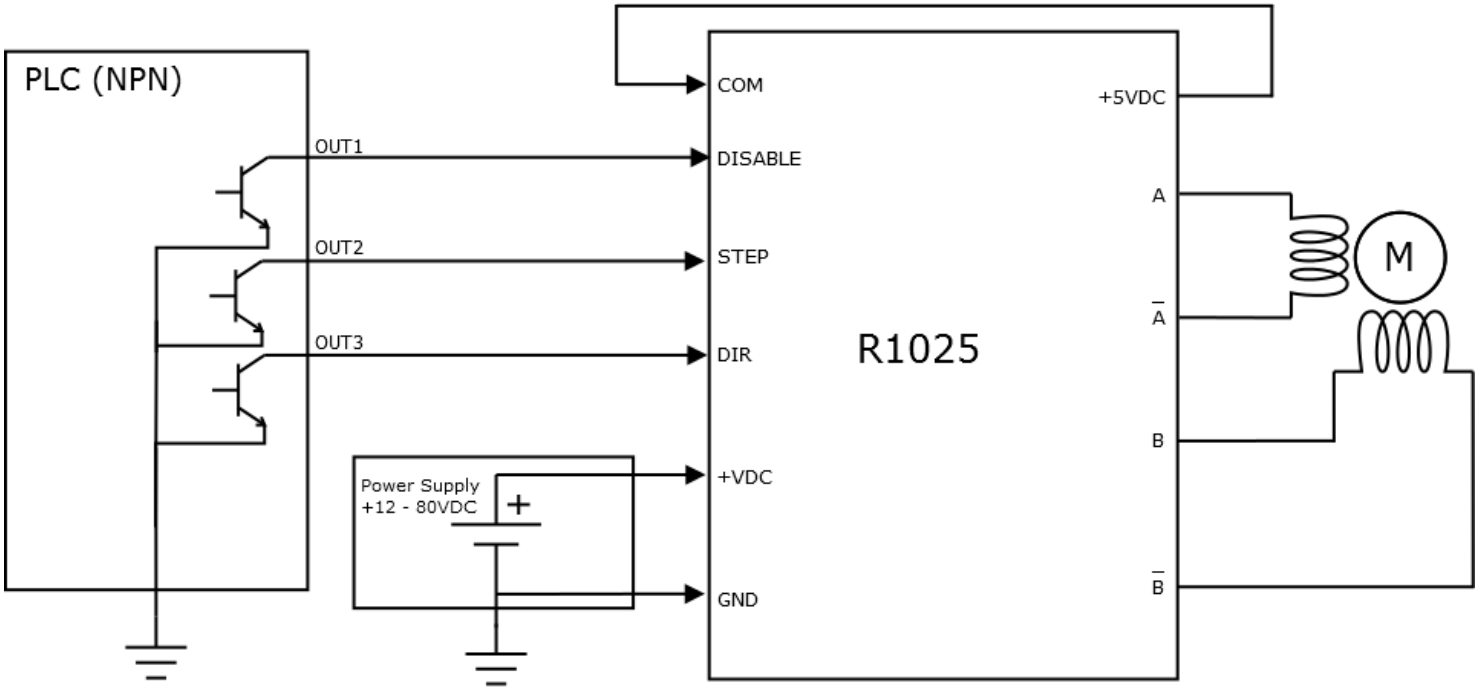 PLC (NPN)
OUT1
OUT2
OUT3
Power Supply
+12 - 80VDC
+
COM
DISABLE
STEP
DIR
+VDC
GND
R1025
+5VDC
A
A̅
B
B̅
M